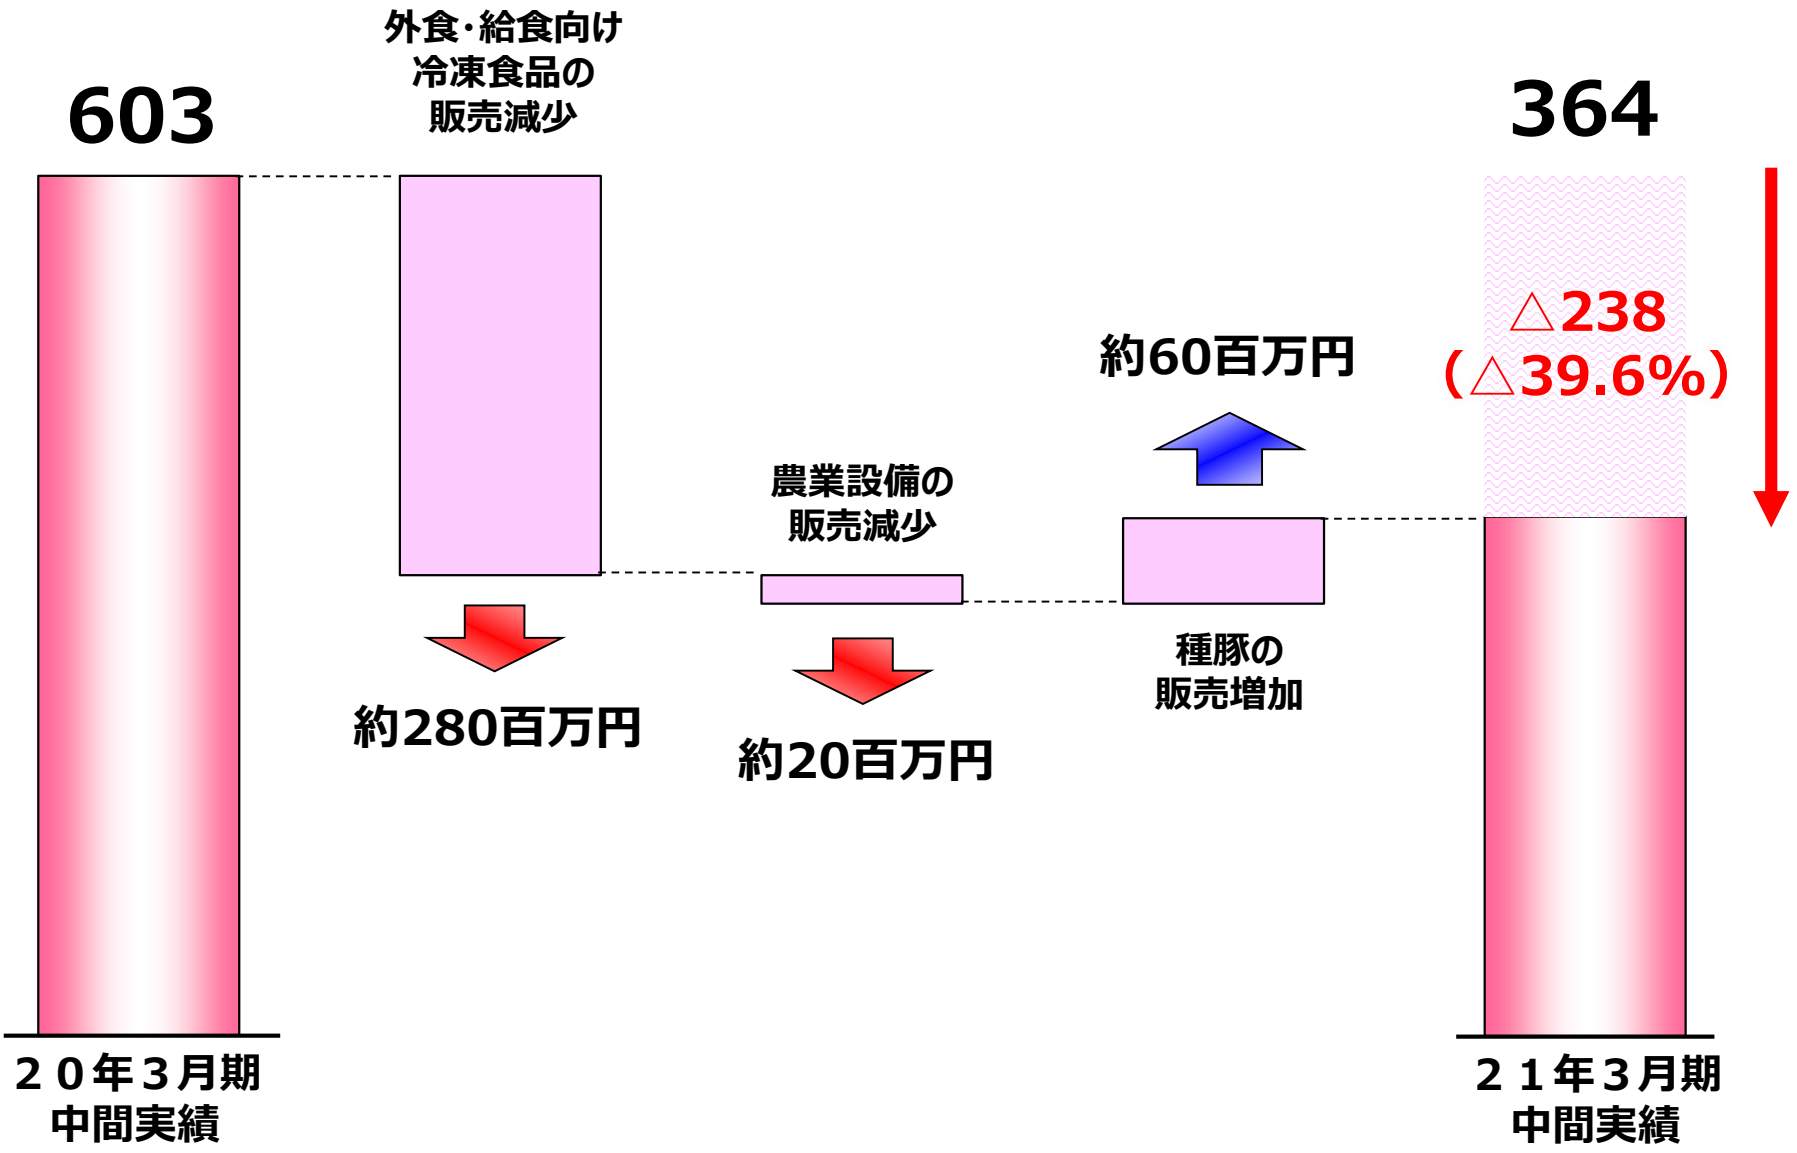 603
外食・給食向け
冷凍食品の
販売減少
364
△238
（△39.6%）
約60百万円
農業設備の
販売減少
種豚の
販売増加
約280百万円
約20百万円
２０年３月期
中間実績
２１年３月期
中間実績